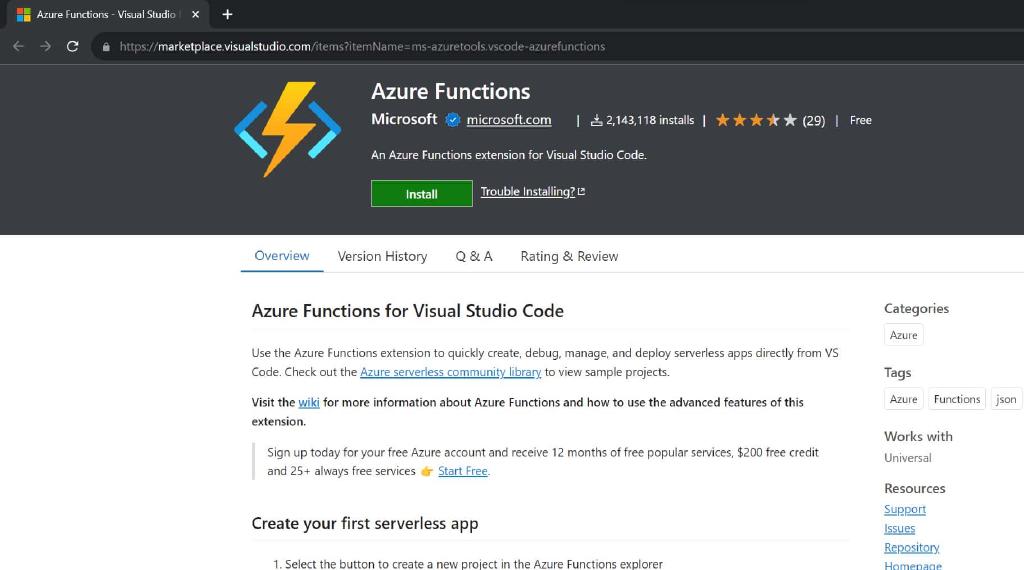 Azure Functions - Visual Studio
https://marketplace.visualstudio.com/items?itemName=ms-azuretools.vscode-azurefunctions
Azure Functions
Microsoft microsoft.com | 2,143,118 installs | (29) | Free
An Azure Functions extension for Visual Studio Code.
Install Trouble Installing?
Overview Version History Q & A Rating & Review
Azure Functions for Visual Studio Code
Use the Azure Functions extension to quickly create, debug, manage, and deploy serverless apps directly from VS
Code. Check out the Azure serverless community library to view sample projects.
Visit the wiki for more information about Azure Functions and how to use the advanced features of this
extension.
Sign up today for your free Azure account and receive 12 months of free popular services, $200 free credit
and 25+ always free services 👉 Start Free.
Create your first serverless app
1. Select the button to create a new project in the Azure Functions explorer
Categories
Azure
Tags
Azure Functions json
Works with
Universal
Resources
Support
Issues
Repository
Homepage